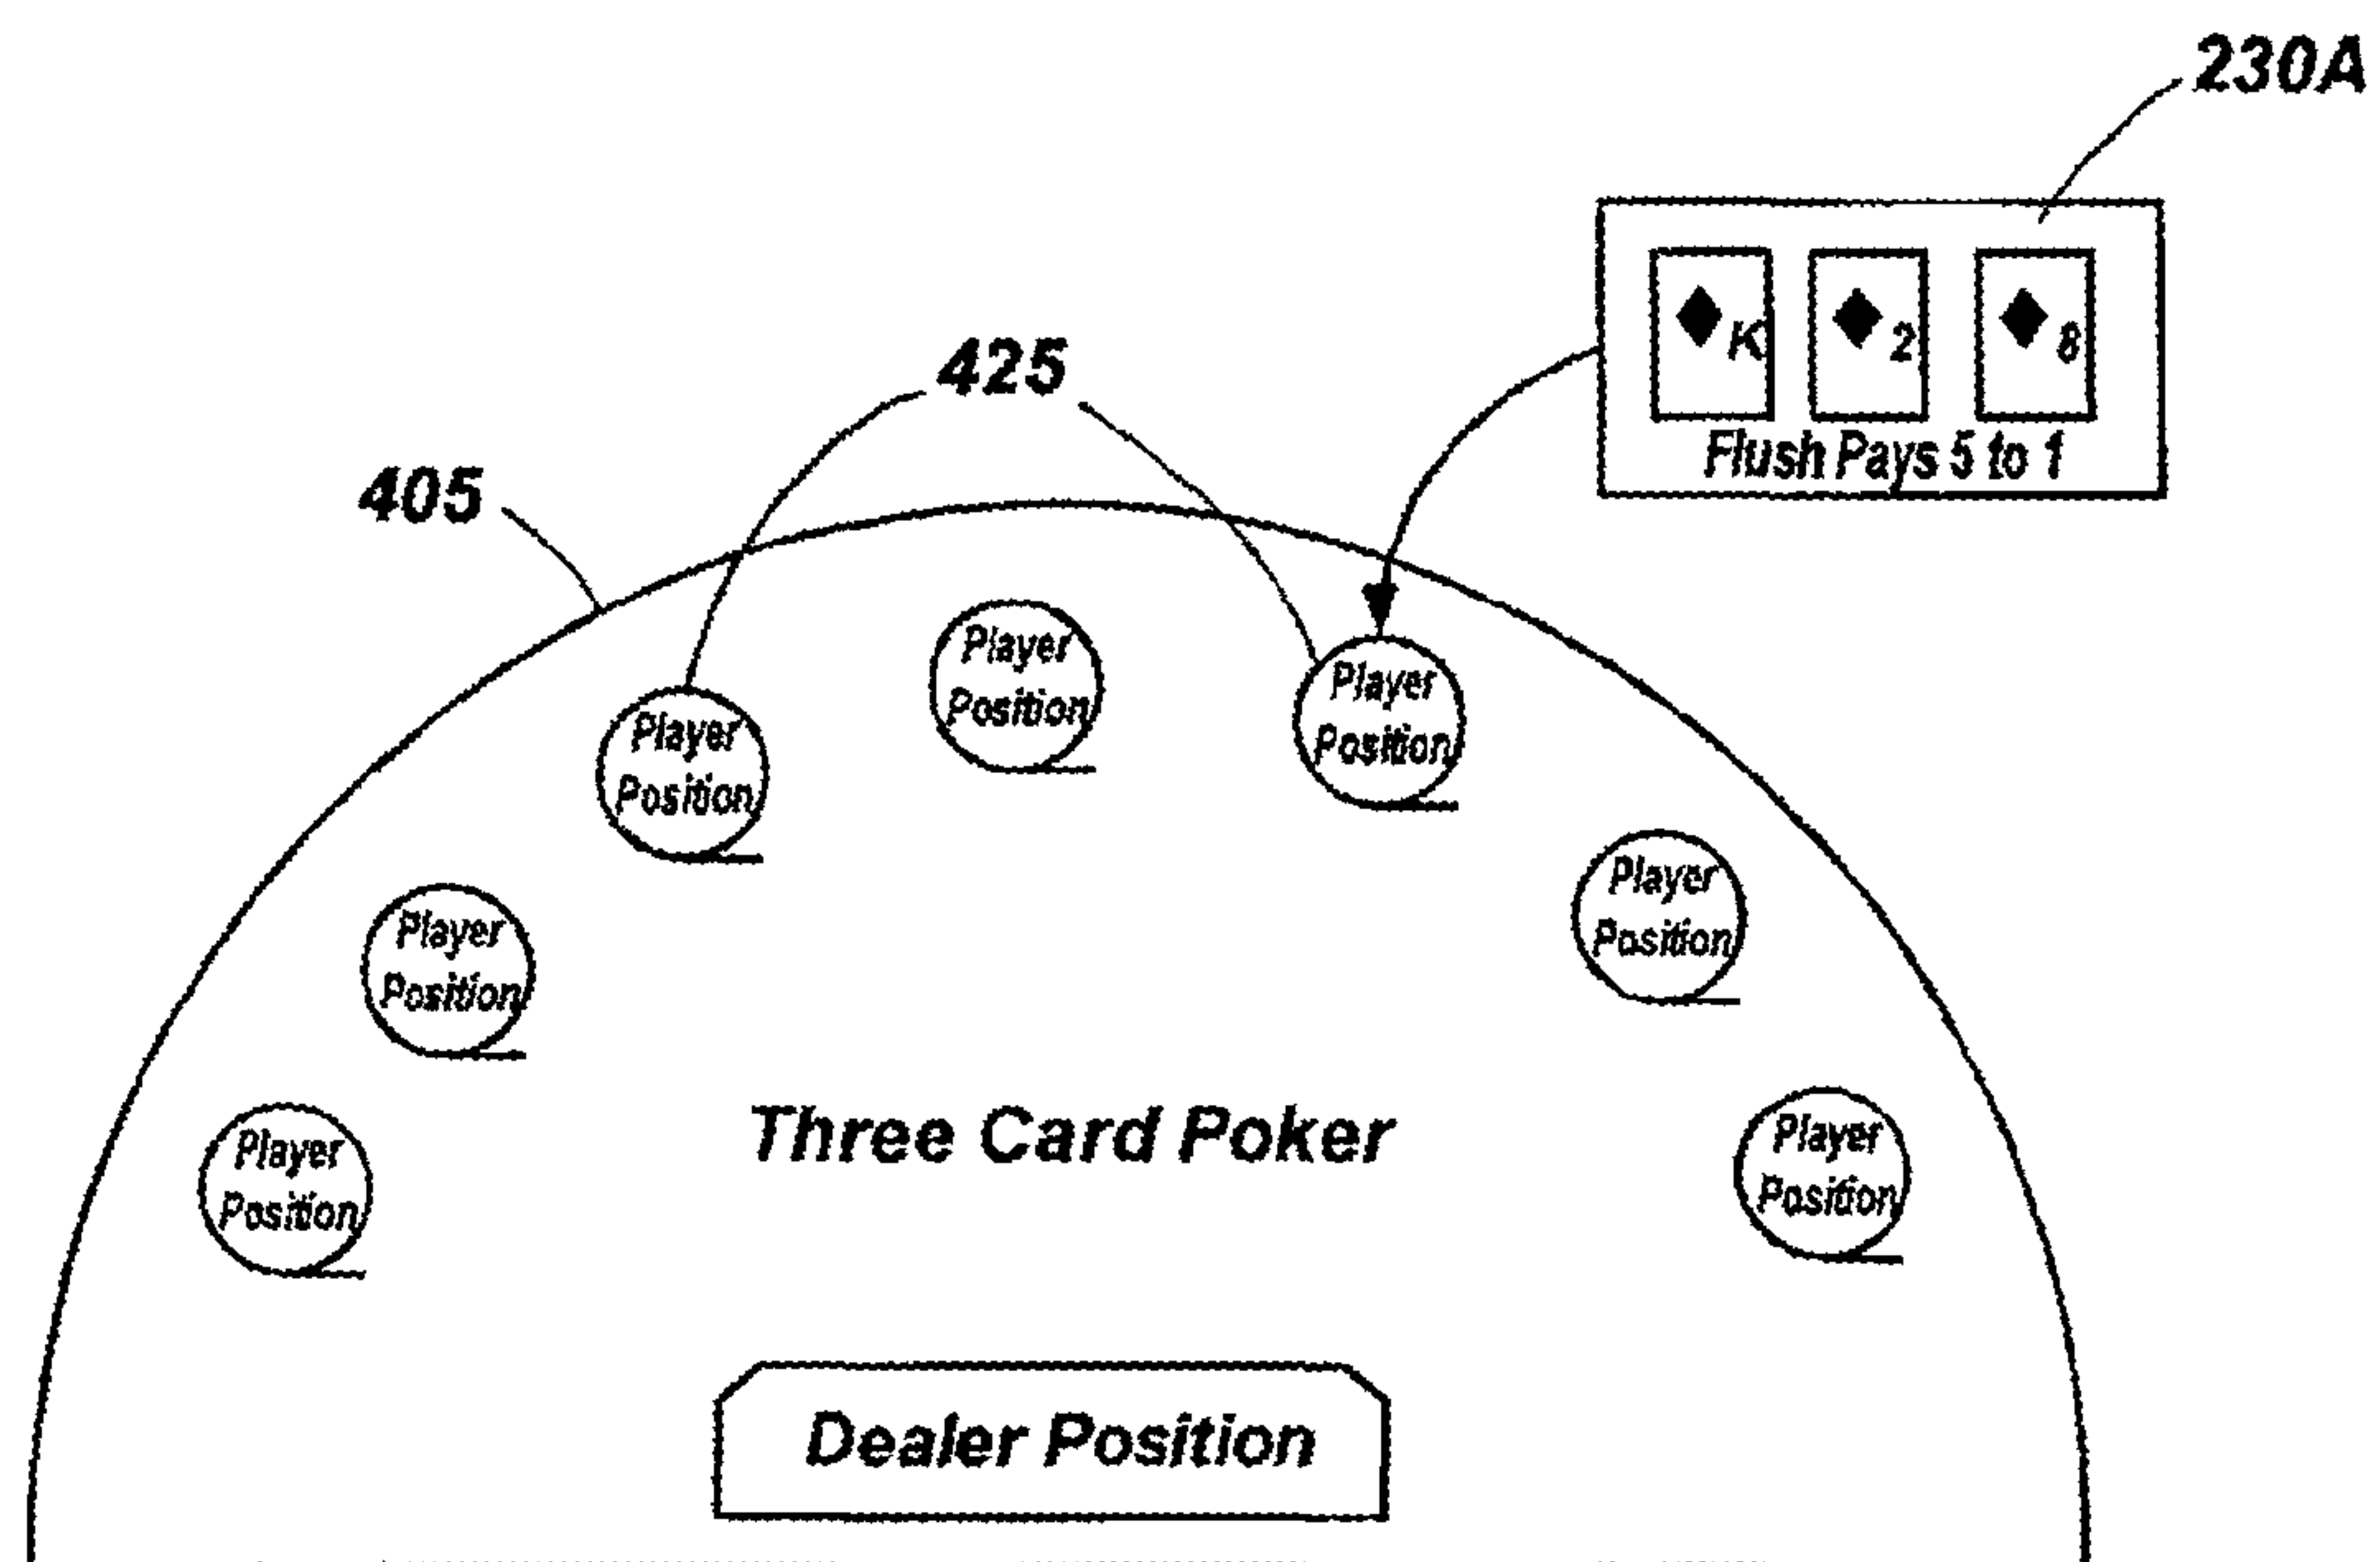 230A
K 2 8
Flush Pays 5 to 1
425
405
Player
Position
Player
Position
Player
Position
Player
Position
Player
Position
Player
Position
Player
Position
Three Card Poker
Dealer Position